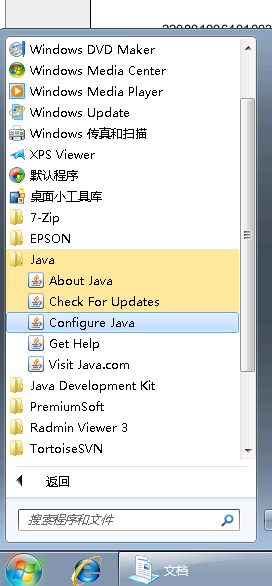 Windows DVD Maker
Windows Media Center
Windows Media Player
Windows Update
Windows 传真和扫描
XPS Viewer
默认程序
桌面小工具库
7-Zip
EPSON
Java
About Java
Check For Updates
Configure Java
Get Help
Visit Java.com
Java Development Kit
PremiumSoft
Radmin Viewer 3
TortoiseSVN
返回
搜索程序和文件
文档